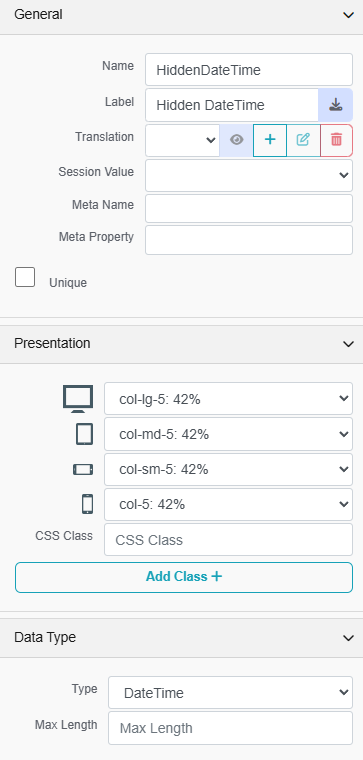 General
Name HiddenDateTime
Label Hidden DateTime
Translation
Session Value
Meta Name
Meta Property
Unique
Presentation
col-lg-5: 42%
col-md-5: 42%
col-sm-5: 42%
col-5: 42%
CSS Class CSS Class
Add Class +
Data Type
Type DateTime
Max Length Max Length